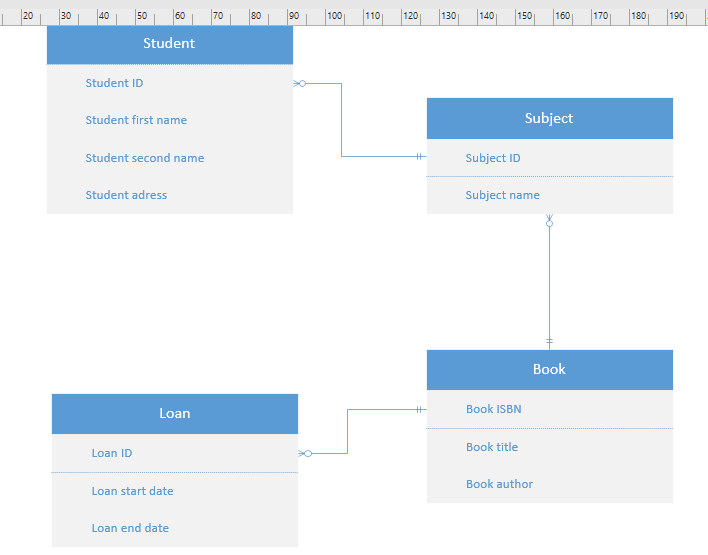 20 30 40 50 60 70 80 90 100 110 120 130 140 150 160 170 180 190
Student
Student ID
Student first name
Student second name
Student adress
Subject
Subject ID
Subject name
Book
Book ISBN
Book title
Book author
Loan
Loan ID
Loan start date
Loan end date